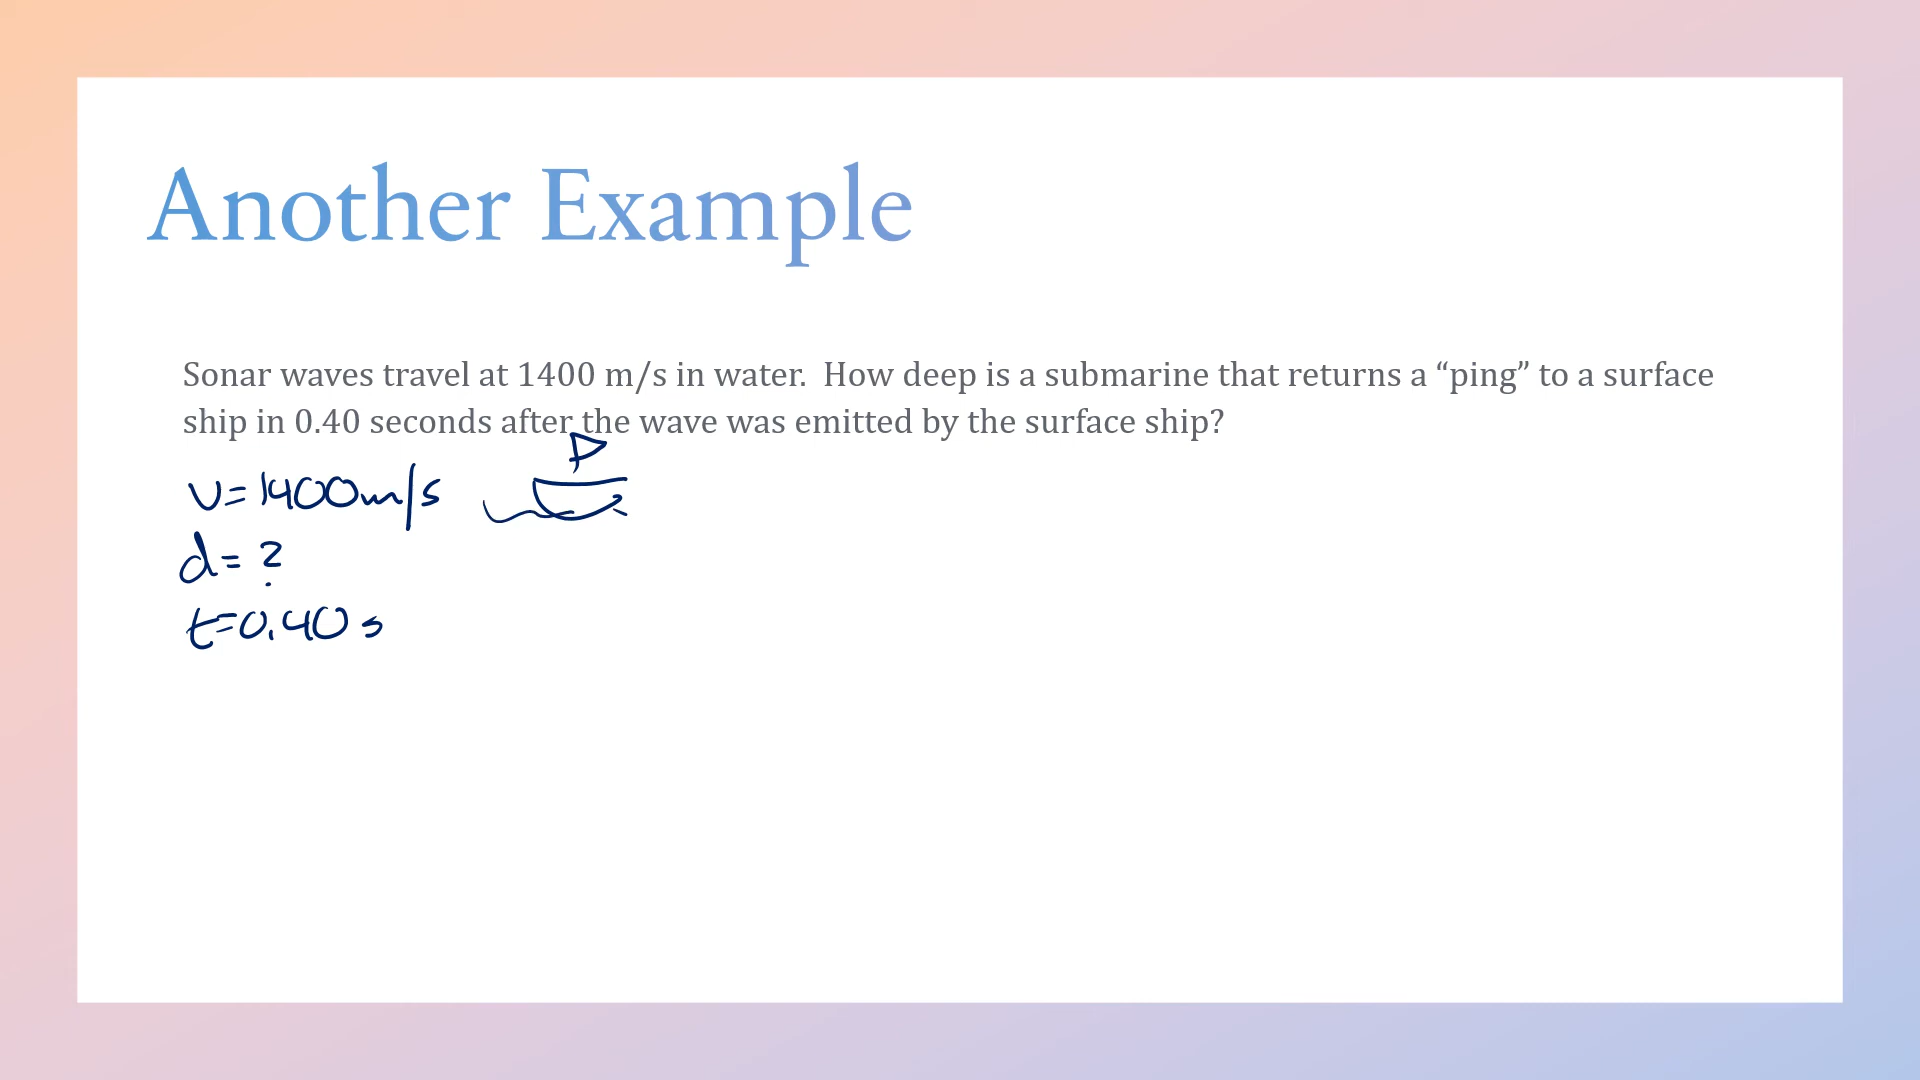 Another Example
Sonar waves travel at 1400 m/s in water.  How deep is a submarine that returns a “ping” to a surface
ship in 0.40 seconds after the wave was emitted by the surface ship?
v=1400m/s
d= ?
t=0.40 s